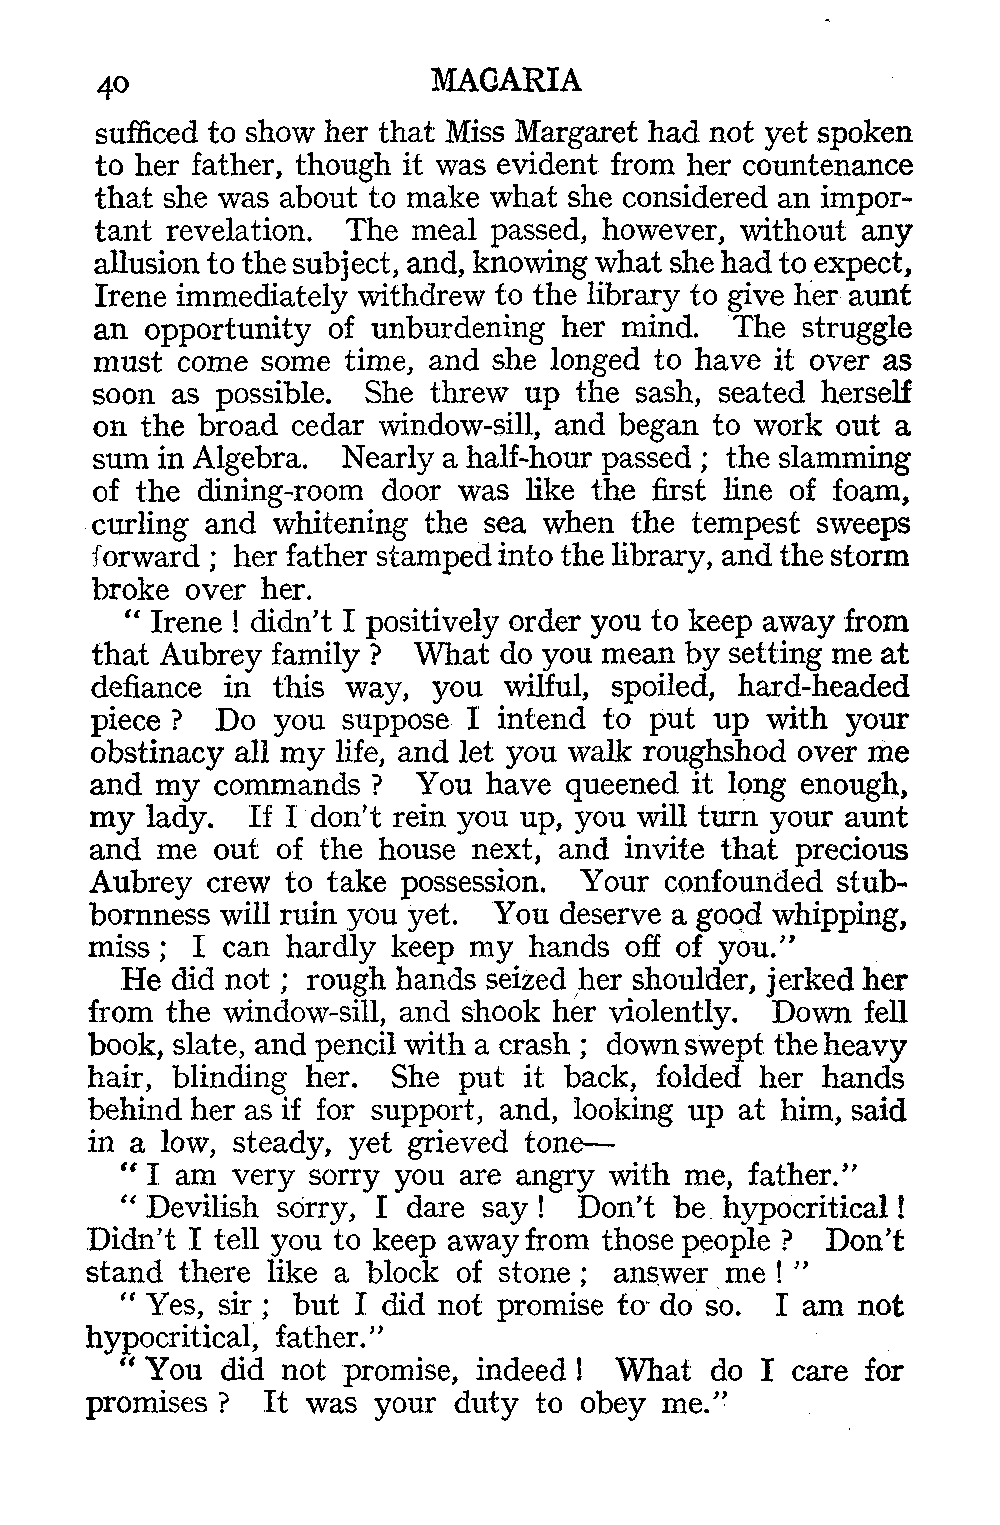 40 MACARIA
sufficed to show her that Miss Margaret had not yet spoken
to her father, though it was evident from her countenance
that she was about to make what she considered an impor-
tant revelation. The meal passed, however, without any
allusion to the subject, and, knowing what she had to expect,
Irene immediately withdrew to the library to give her aunt
an opportunity of unburdening her mind. The struggle
must come some time, and she longed to have it over as
soon as possible. She threw up the sash, seated herself
on the broad cedar window-sill, and began to work out a
sum in Algebra. Nearly a half-hour passed ; the slamming
of the dining-room door was like the first line of foam,
curling and whitening the sea when the tempest sweeps
forward ; her father stamped into the library, and the storm
broke over her.
" Irene ! didn't I positively order you to keep away from
that Aubrey family ? What do you mean by setting me at
defiance in this way, you wilful, spoiled, hard-headed
piece ? Do you suppose I intend to put up with your
obstinacy all my life, and let you walk roughshod over me
and my commands ? You have queened it long enough,
my lady. If I don't rein you up, you will turn your aunt
and me out of the house next, and invite that precious
Aubrey crew to take possession. Your confounded stub-
bornness will ruin you yet. You deserve a good whipping,
miss ; I can hardly keep my hands off of you."
He did not ; rough hands seized her shoulder, jerked her
from the window-sill, and shook her violently. Down fell
book, slate, and pencil with a crash ; down swept the heavy
hair, blinding her. She put it back, folded her hands
behind her as if for support, and, looking up at him, said
in a low, steady, yet grieved tone—
" I am very sorry you are angry with me, father."
" Devilish sorry, I dare say ! Don't be hypocritical !
Didn't I tell you to keep away from those people ? Don't
stand there like a block of stone ; answer me ! "
" Yes, sir ; but I did not promise to do so. I am not
hypocritical, father."
" You did not promise, indeed ! What do I care for
promises ? It was your duty to obey me."